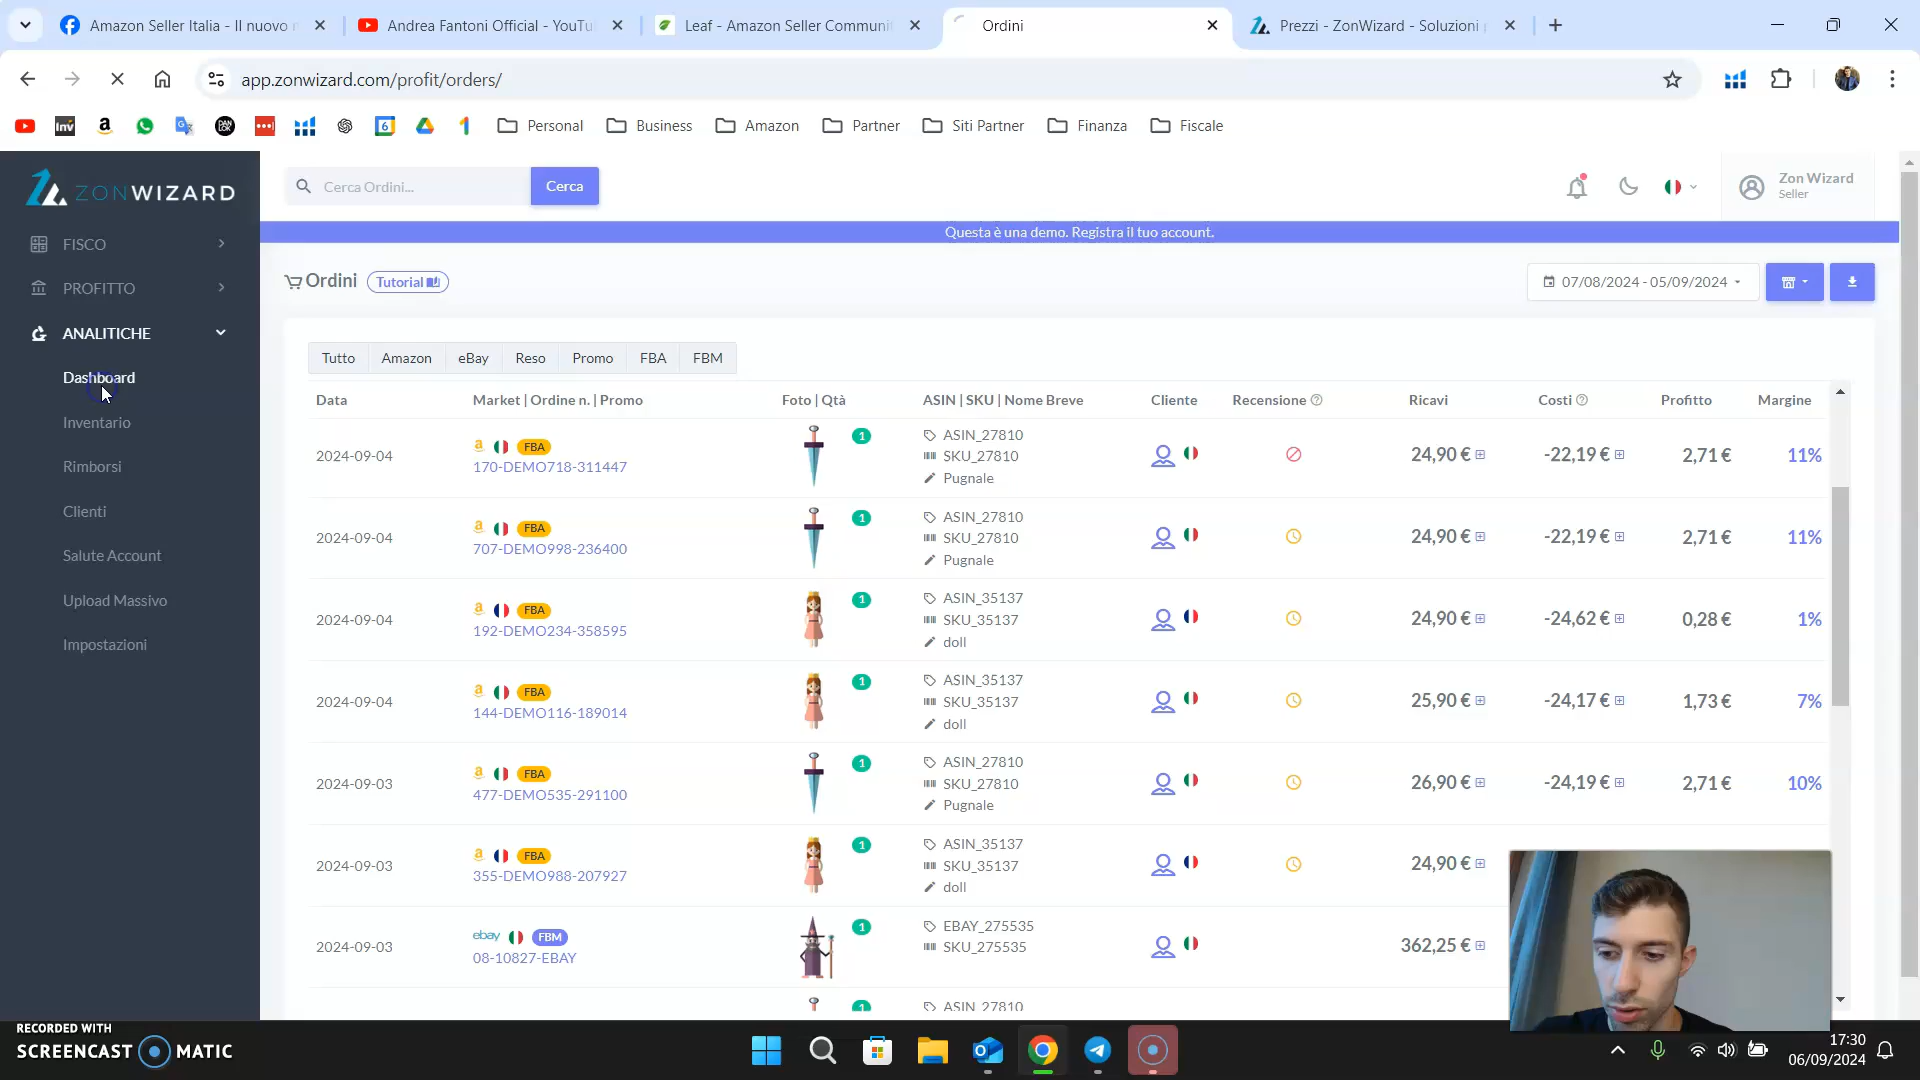 Amazon Seller Italia - Il nuovo n
Andrea Fantoni Official - YouTu
Leaf - Amazon Seller Communit
Ordini
Prezzi - ZonWizard - Soluzioni p
app.zonwizard.com/profit/orders/
Personal
Business
Amazon
Partner
Siti Partner
Finanza
Fiscale
ZONWIZARD
Cerca Ordini...
Cerca
Zon Wizard
Seller
Questa è una demo. Registra il tuo account.
FISCO
PROFITTO
ANALITICHE
Dashboard
Inventario
Rimborsi
Clienti
Salute Account
Upload Massivo
Impostazioni
Ordini
Tutorial
07/08/2024 - 05/09/2024
Tutto Amazon eBay Reso Promo FBA FBM
Data Market | Ordine n. | Promo Foto | Qtà ASIN | SKU | Nome Breve Cliente Recensione Ricavi Costi Profitto Margine
2024-09-04 FBA 170-DEMO718-311447 1 ASIN_27810 SKU_27810 Pugnale 24,90 € -22,19 € 2,71 € 11%
2024-09-04 FBA 707-DEMO998-236400 1 ASIN_27810 SKU_27810 Pugnale 24,90 € -22,19 € 2,71 € 11%
2024-09-04 FBA 192-DEMO234-358595 1 ASIN_35137 SKU_35137 doll 24,90 € -24,62 € 0,28 € 1%
2024-09-04 FBA 144-DEMO116-189014 1 ASIN_35137 SKU_35137 doll 25,90 € -24,17 € 1,73 € 7%
2024-09-03 FBA 477-DEMO535-291100 1 ASIN_27810 SKU_27810 Pugnale 26,90 € -24,19 € 2,71 € 10%
2024-09-03 FBA 355-DEMO988-207927 1 ASIN_35137 SKU_35137 doll 24,90 €
2024-09-03 ebay FBM 08-10827-EBAY 1 EBAY_275535 SKU_275535 362,25 €
1 ASIN_27810
RECORDED WITH
SCREENCAST MATIC
17:30
06/09/2024